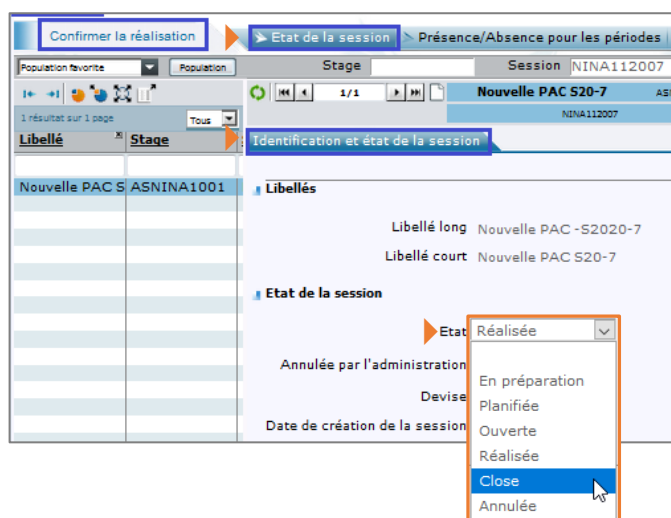 Confirmer la réalisation
Etat de la session
Présence/Absence pour les périodes
Population favorite
Population
Stage
Session NINA112007
1/1
Nouvelle PAC S20-7
NINA112007
1 résultat sur 1 page
Tous
Libellé
Stage
Identification et état de la session
Nouvelle PAC S
ASNINA1001
Libellés
Libellé long Nouvelle PAC -S2020-7
Libellé court Nouvelle PAC S20-7
Etat de la session
Etat Réalisée
Annulée par l'administration
En préparation
Devise
Planifiée
Date de création de la session
Ouverte
Réalisée
Close
Annulée